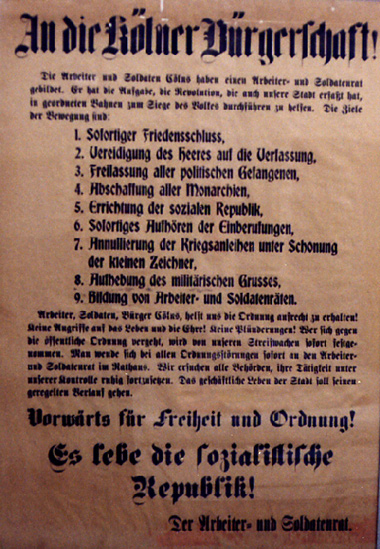 An die Kölner Bürgerschaft!
Die Arbeiter und Soldaten Cölns haben einen Arbeiter- und Soldatenrat
gebildet. Er hat die Aufgabe, die Revolution, die auch unsere Stadt erfaßt hat,
in geordneten Bahnen zum Siege des Volkes durchführen zu helfen. Die Ziele
der Bewegung sind:
1. Sofortiger Friedensschluss,
2. Vereidigung des Heeres auf die Verfassung,
3. Freilassung aller politischen Gefangenen,
4. Abschaffung aller Monarchien,
5. Errichtung der sozialen Republik,
6. Sofortiges Aufhören der Einberufungen,
7. Annullierung der Kriegsanleihen unter Schonung
der kleinen Zeichner,
8. Aufhebung des militärischen Grusses,
9. Bildung von Arbeiter- und Soldatenräten.
Arbeiter, Soldaten, Bürger Cölns, helft uns die Ordnung aufrecht zu erhalten!
Keine Angriffe auf das Leben und die Ehre! Keine Plünderungen! Wer sich gegen
die öffentliche Ordnung vergeht, wird von unseren Streifwachen sofort festge-
nommen. Man wende sich bei allen Ordnungsstörungen sofort an den Arbeiter-
und Soldatenrat im Rathaus. Wir ersuchen alle Behörden, ihre Tätigkeit unter
unserer Kontrolle ruhig fortzusetzen. Das geschäftliche Leben der Stadt soll seinen
geregelten Verlauf gehen.
Vorwärts für Freiheit und Ordnung!
Es lebe die sozialistische
Republik!
Der Arbeiter- und Soldatenrat.